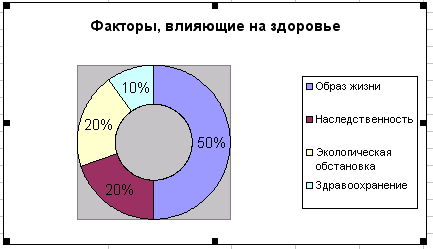 Факторы, влияющие на здоровье
10%
20%
50%
20%
Образ жизни
Наследственность
Экологическая
обстановка
Здравоохранение